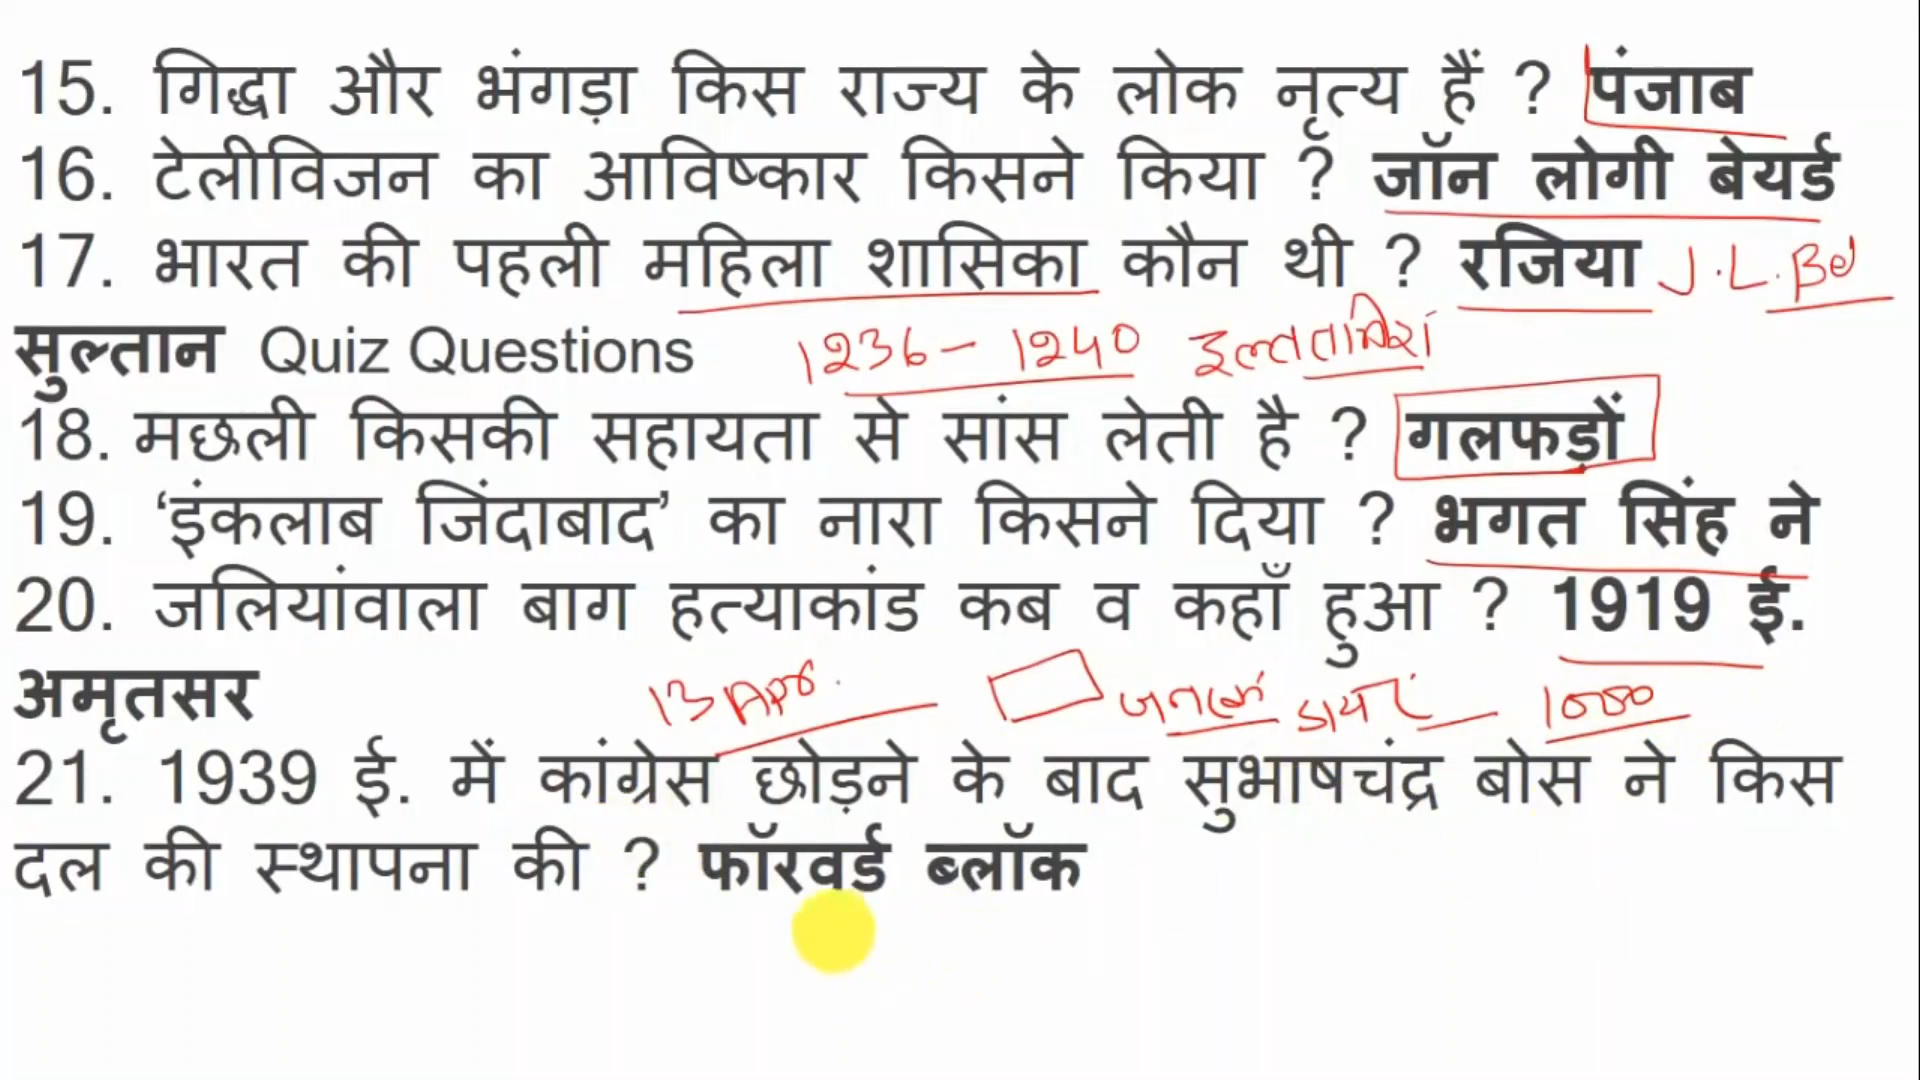 15. गिद्धा और भंगड़ा किस राज्य के लोक नृत्य हैं ? पंजाब
16. टेलीविजन का आविष्कार किसने किया ? जॉन लोगी बेयर्ड
17. भारत की पहली महिला शासिका कौन थी ? रजिया J.L.Bd
सुल्तान Quiz Questions 1236 - 1240
18. मछली किसकी सहायता से सांस लेती है ? गलफड़ों
19. ‘इंकलाब जिंदाबाद’ का नारा किसने दिया ? भगत सिंह ने
20. जलियांवाला बाग हत्याकांड कब व कहाँ हुआ ? 1919 ई.
अमृतसर 13 Apr. डायर 1000
21. 1939 ई. में कांग्रेस छोड़ने के बाद सुभाषचंद्र बोस ने किस
दल की स्थापना की ? फॉरवर्ड ब्लॉक